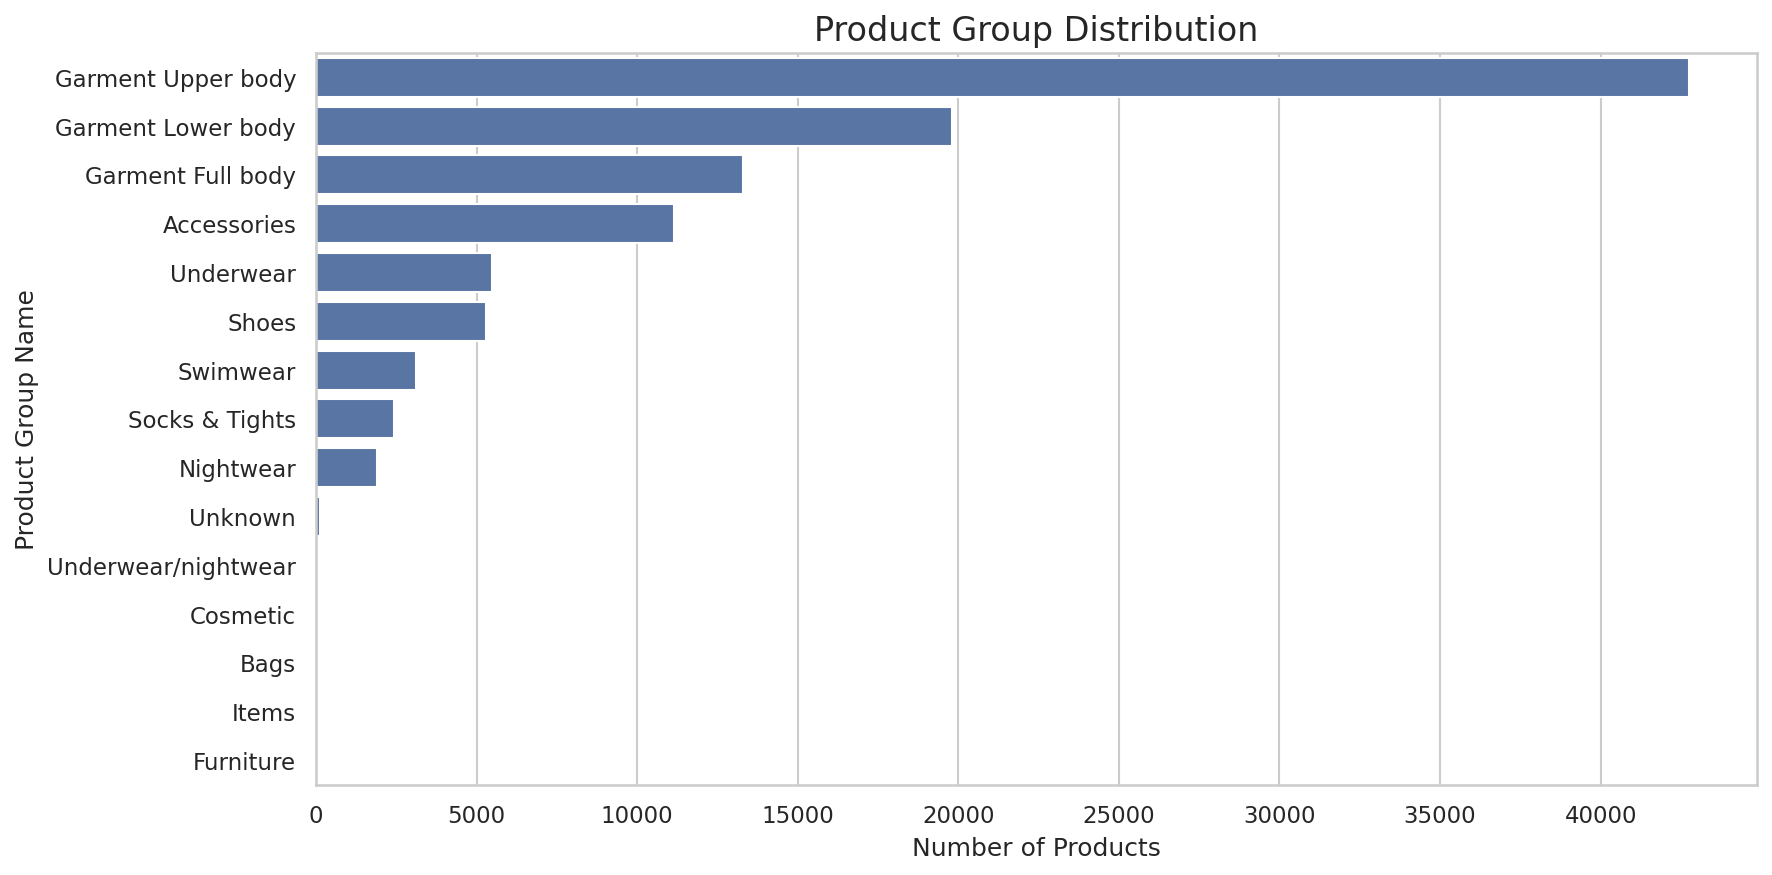 Product Group Distribution
Product Group Name
Garment Upper body
Garment Lower body
Garment Full body
Accessories
Underwear
Shoes
Swimwear
Socks & Tights
Nightwear
Unknown
Underwear/nightwear
Cosmetic
Bags
Items
Furniture
0 5000 10000 15000 20000 25000 30000 35000 40000
Number of Products